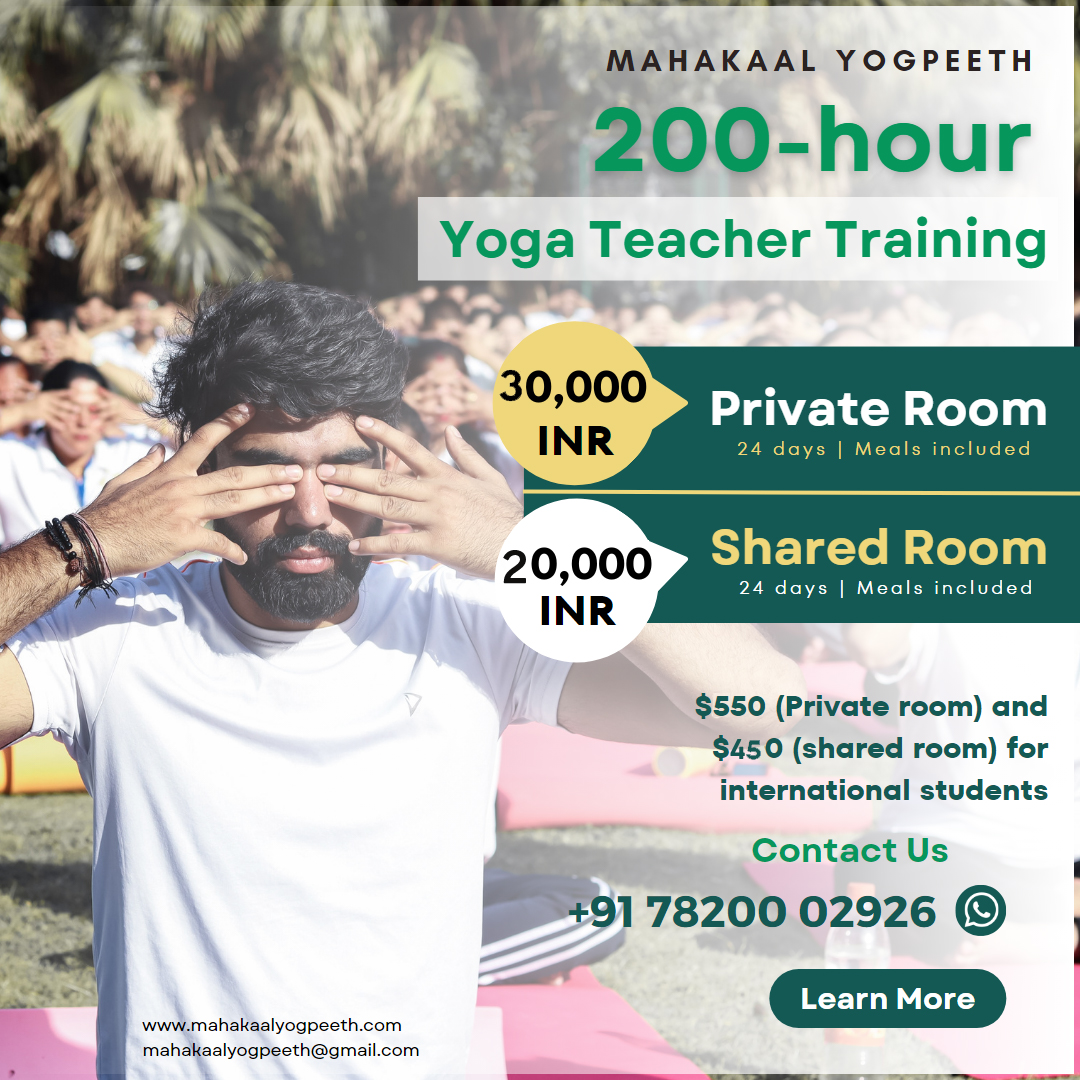 MAHAKAAL YOGPEETH
200-hour
Yoga Teacher Training
30,000
INR
Private Room
24 days | Meals included
20,000
INR
Shared Room
24 days | Meals included
$550 (Private room) and
$450 (shared room) for
international students
Contact Us
+91 78200 02926
Learn More
www.mahakaalyogpeeth.com
mahakaalyogpeeth@gmail.com